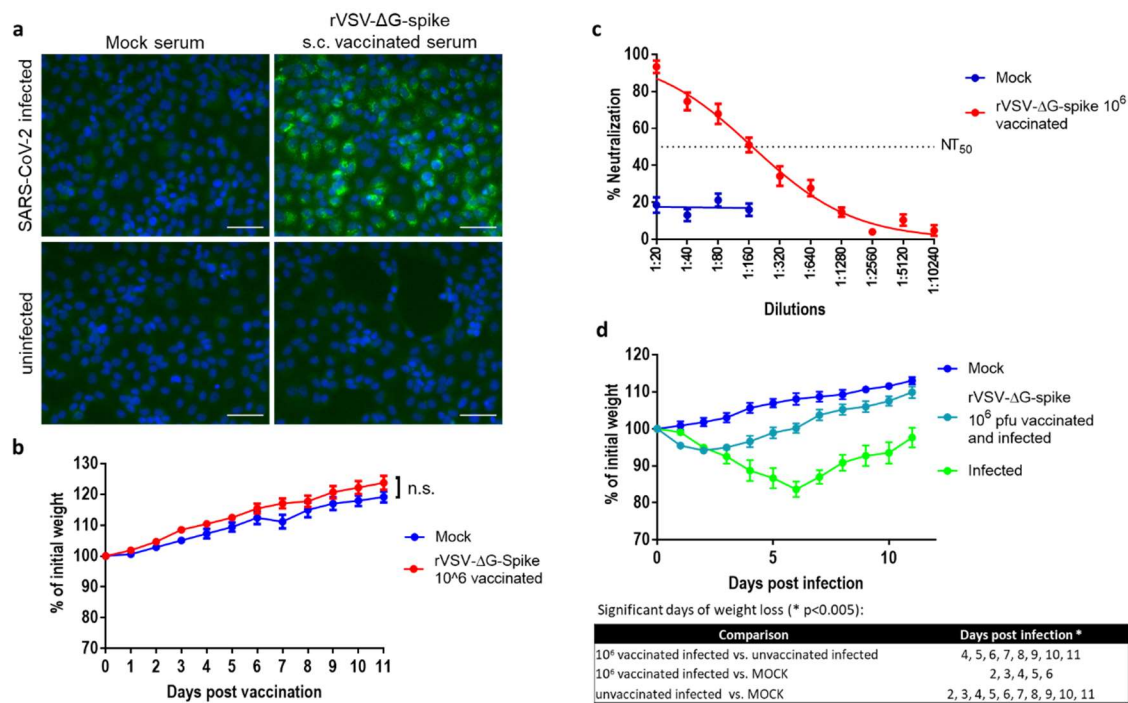 a
Mock serum
rVSV-ΔG-spike
s.c. vaccinated serum
SARS-CoV-2 infected
uninfected
b
% of initial weight
130
120
110
100
90
80
70
0 1 2 3 4 5 6 7 8 9 10 11
Days post vaccination
n.s.
Mock
rVSV-ΔG-Spike
10^6 vaccinated
c
% Neutralization
100
80
60
40
20
0
1:20 1:40 1:80 1:160 1:320 1:640 1:1280 1:2560 1:5120 1:10240
Dilutions
NT50
Mock
rVSV-ΔG-spike 10⁶
vaccinated
d
% of initial weight
120
110
100
90
80
70
0 5 10
Days post infection
Mock
rVSV-ΔG-spike
10⁶ pfu vaccinated
and infected
Infected
Significant days of weight loss (* p<0.005):
Comparison Days post infection *
10⁶ vaccinated infected vs. unvaccinated infected 4, 5, 6, 7, 8, 9, 10, 11
10⁶ vaccinated infected vs. MOCK 2, 3, 4, 5, 6
unvaccinated infected vs. MOCK 2, 3, 4, 5, 6, 7, 8, 9, 10, 11